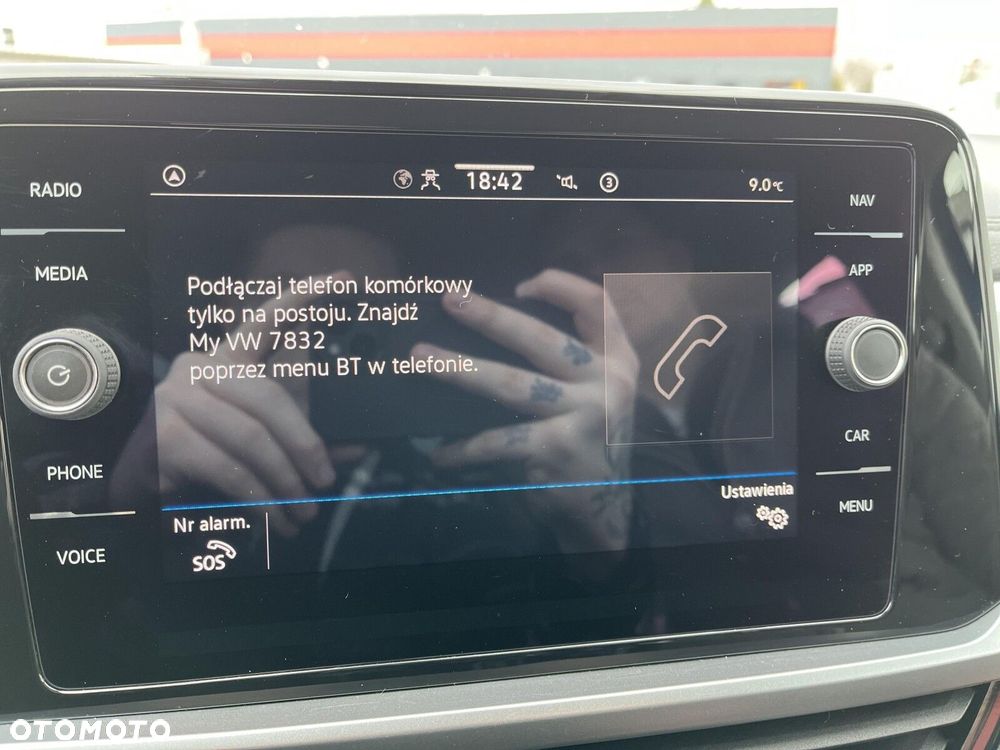 RADIO
MEDIA
PHONE
VOICE
18:42
3
9.0°C
Podłączaj telefon komórkowy
tylko na postoju. Znajdź
My VW 7832
poprzez menu BT w telefonie.
Nr alarm.
SOS
Ustawienia
NAV
APP
CAR
MENU
OTOMOTO